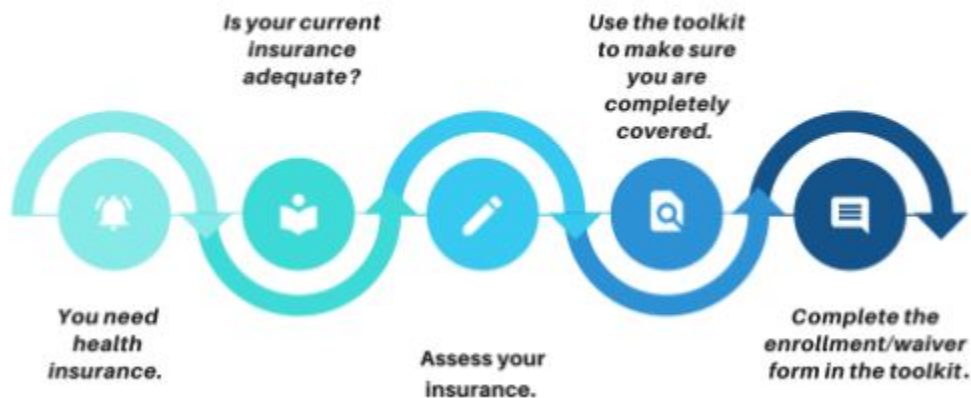 You need
health
insurance.
Is your current
insurance
adequate?
Assess your
insurance.
Use the toolkit
to make sure
you are
completely
covered.
Complete the
enrollment/waiver
form in the toolkit.